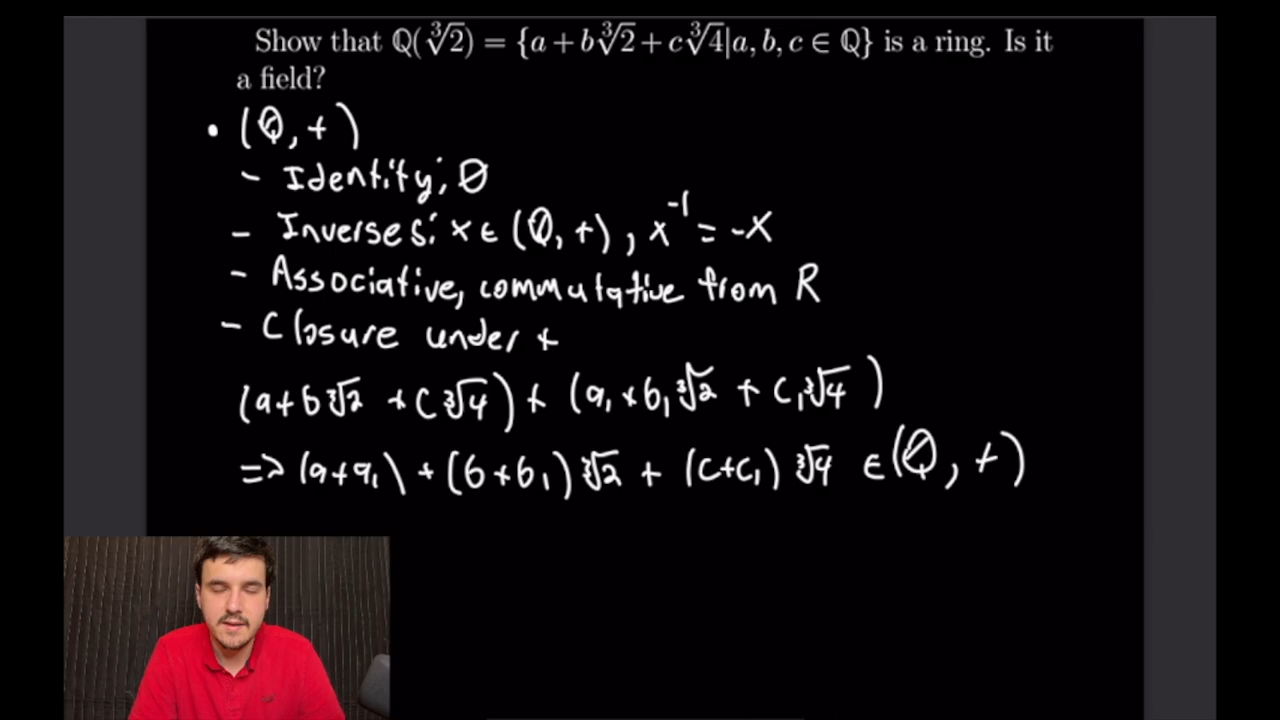 Show that ℚ(∛2) = {a + b∛2 + c∛4|a, b, c ∈ ℚ} is a ring. Is it
a field?
• (ℚ, +)
- Identity; 0
- Inverses: x ∈ (ℚ, +), x⁻¹ = -x
- Associative, commutative from R
- Closure under +
(a+b∛2 + c∛4) + (a₁ + b₁∛2 + c₁∛4)
=> (a+a₁) + (b+b₁)∛2 + (c+c₁)∛4 ∈ (ℚ, +)